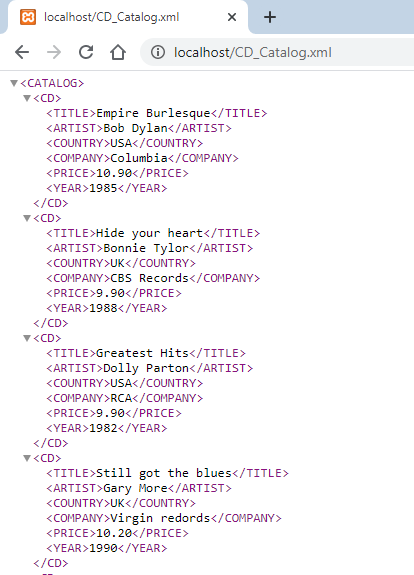 localhost/CD_Catalog.xml
localhost/CD_Catalog.xml
<CATALOG>
<CD>
<TITLE>Empire Burlesque</TITLE>
<ARTIST>Bob Dylan</ARTIST>
<COUNTRY>USA</COUNTRY>
<COMPANY>Columbia</COMPANY>
<PRICE>10.90</PRICE>
<YEAR>1985</YEAR>
</CD>
<CD>
<TITLE>Hide your heart</TITLE>
<ARTIST>Bonnie Tylor</ARTIST>
<COUNTRY>UK</COUNTRY>
<COMPANY>CBS Records</COMPANY>
<PRICE>9.90</PRICE>
<YEAR>1988</YEAR>
</CD>
<CD>
<TITLE>Greatest Hits</TITLE>
<ARTIST>Dolly Parton</ARTIST>
<COUNTRY>USA</COUNTRY>
<COMPANY>RCA</COMPANY>
<PRICE>9.90</PRICE>
<YEAR>1982</YEAR>
</CD>
<CD>
<TITLE>Still got the blues</TITLE>
<ARTIST>Gary More</ARTIST>
<COUNTRY>UK</COUNTRY>
<COMPANY>Virgin redords</COMPANY>
<PRICE>10.20</PRICE>
<YEAR>1990</YEAR>
</CD>